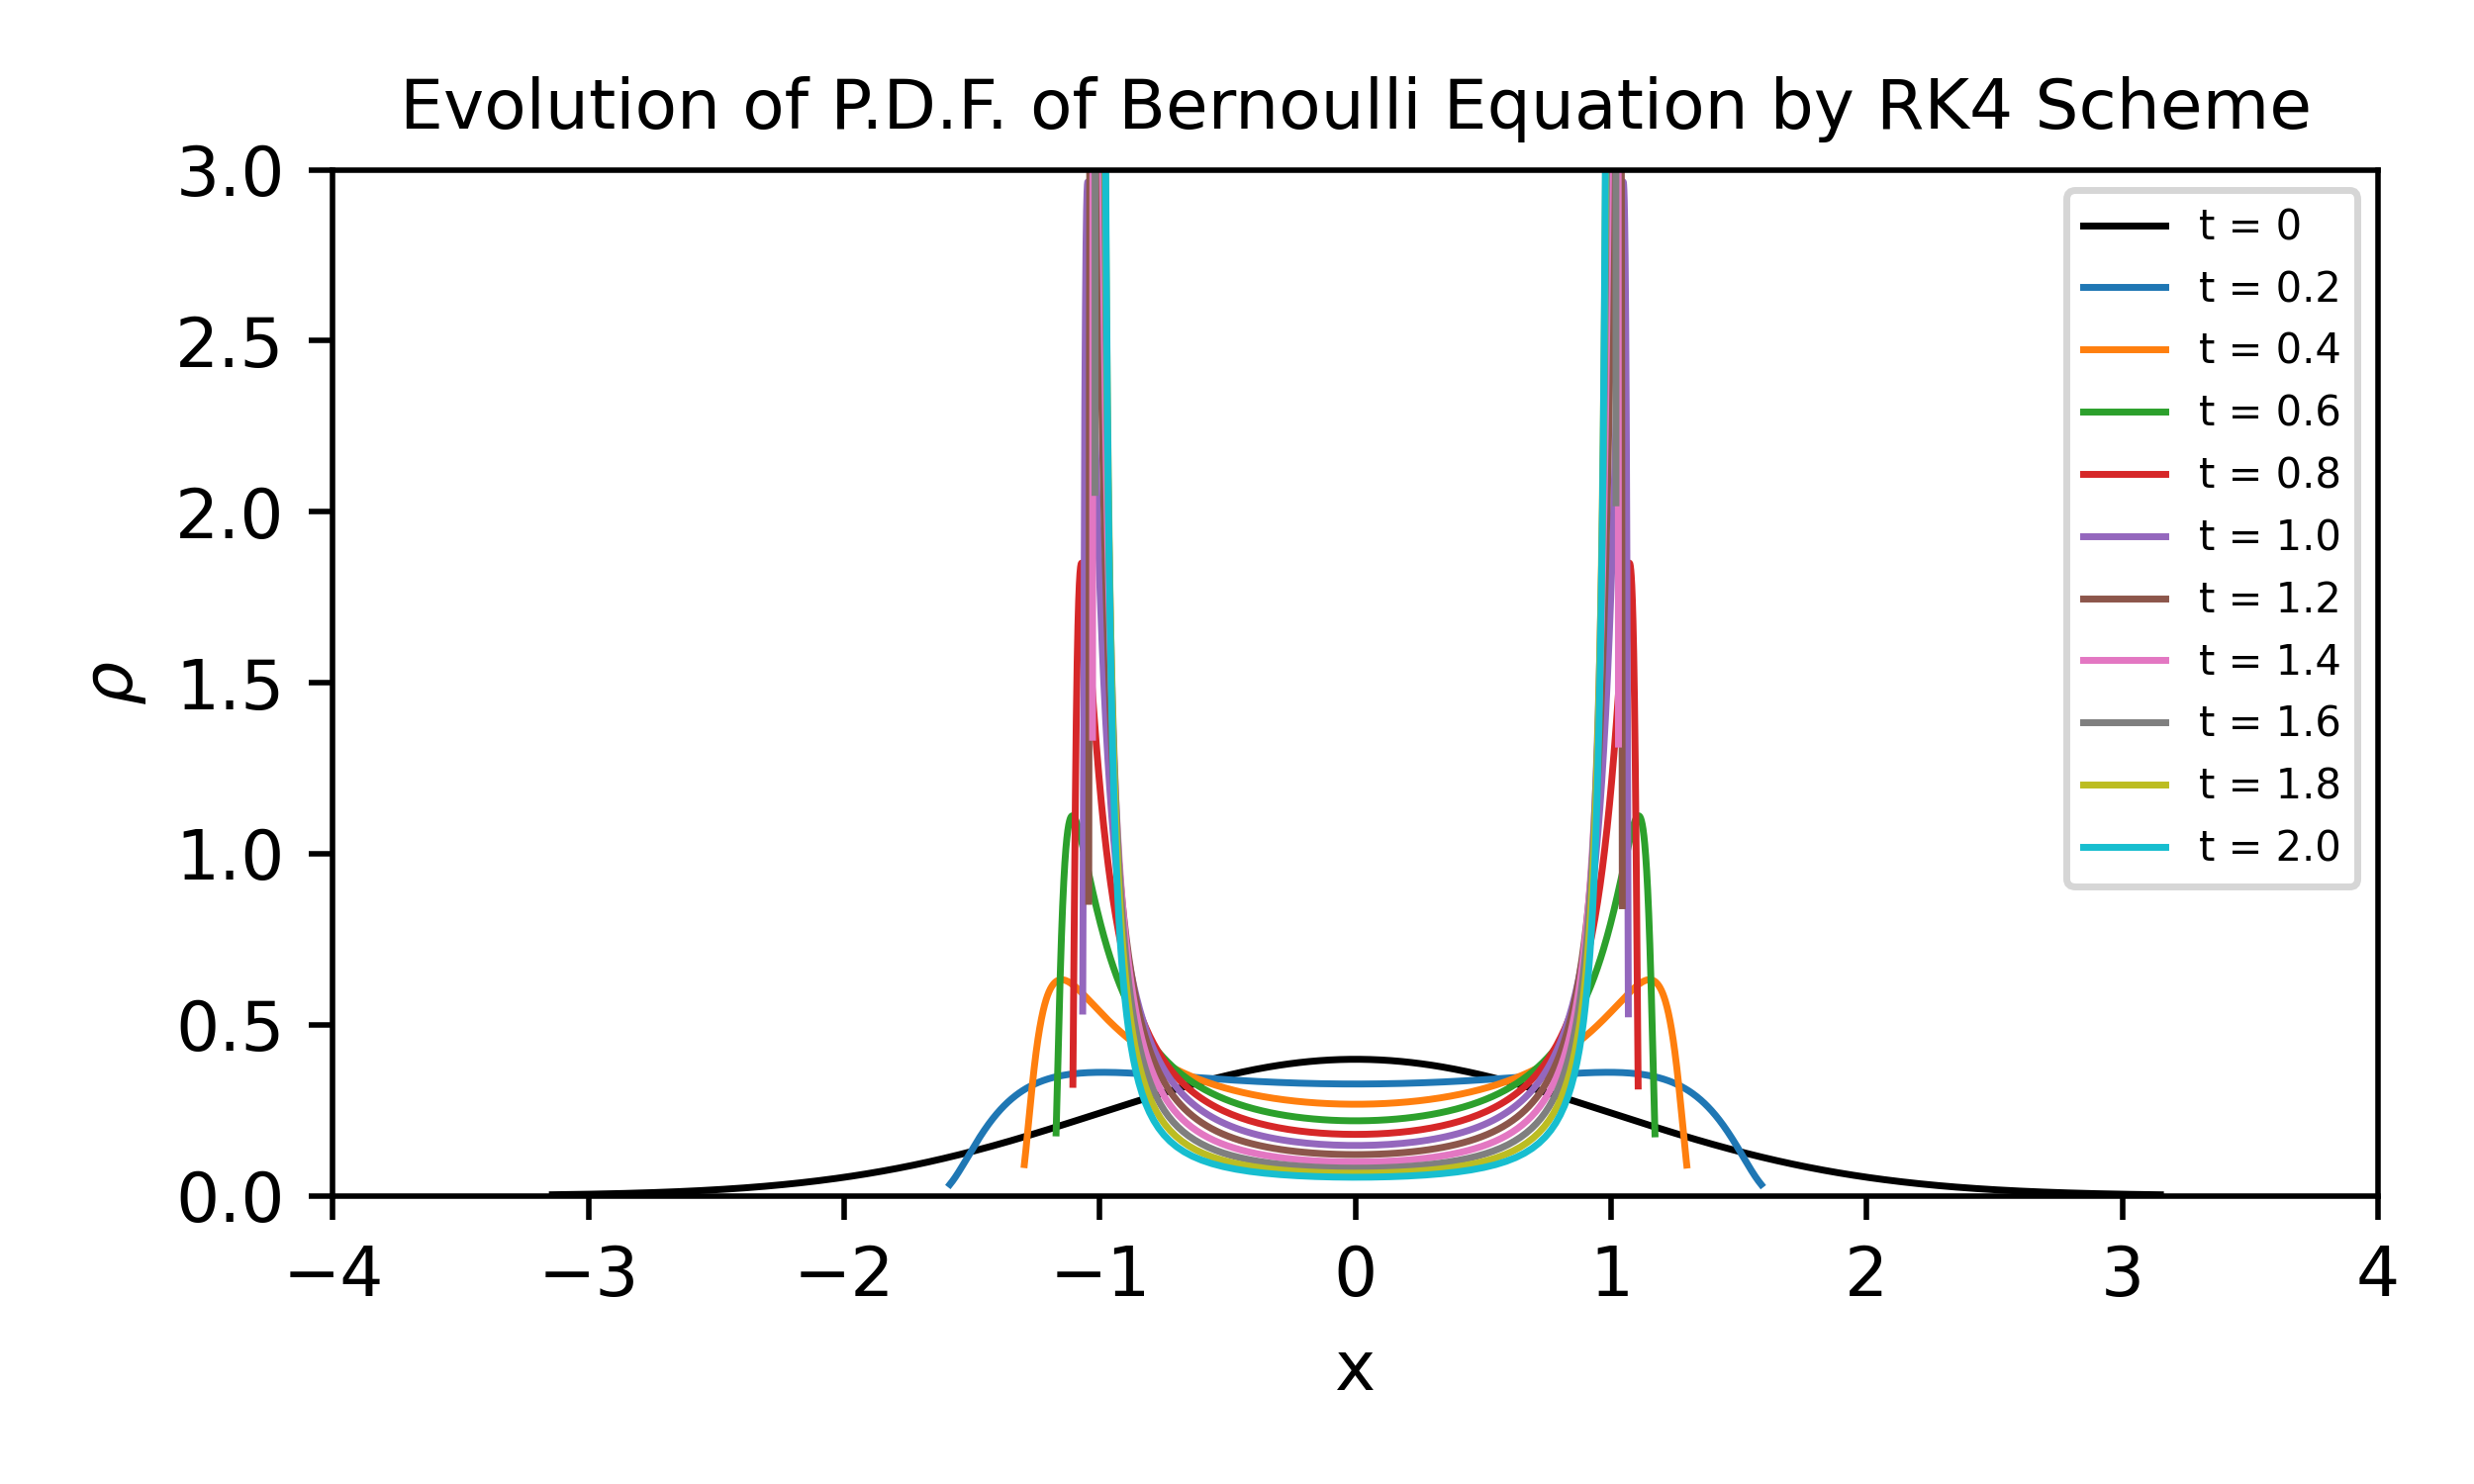 Evolution of P.D.F. of Bernoulli Equation by RK4 Scheme
3.0
2.5
2.0
1.5
1.0
0.5
0.0
ρ
−4 −3 −2 −1 0 1 2 3 4
x
t = 0
t = 0.2
t = 0.4
t = 0.6
t = 0.8
t = 1.0
t = 1.2
t = 1.4
t = 1.6
t = 1.8
t = 2.0